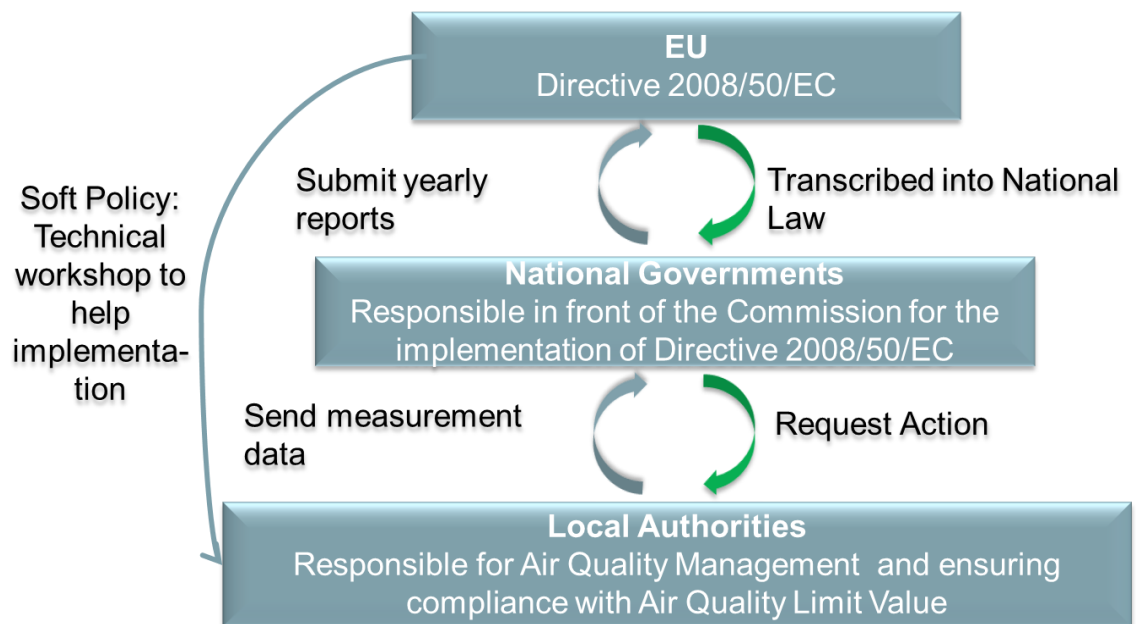 EU
Directive 2008/50/EC
Submit yearly
reports
Transcribed into National
Law
Soft Policy:
Technical
workshop to
help
implementa-
tion
National Governments
Responsible in front of the Commission for the
implementation of Directive 2008/50/EC
Send measurement
data
Request Action
Local Authorities
Responsible for Air Quality Management and ensuring
compliance with Air Quality Limit Value